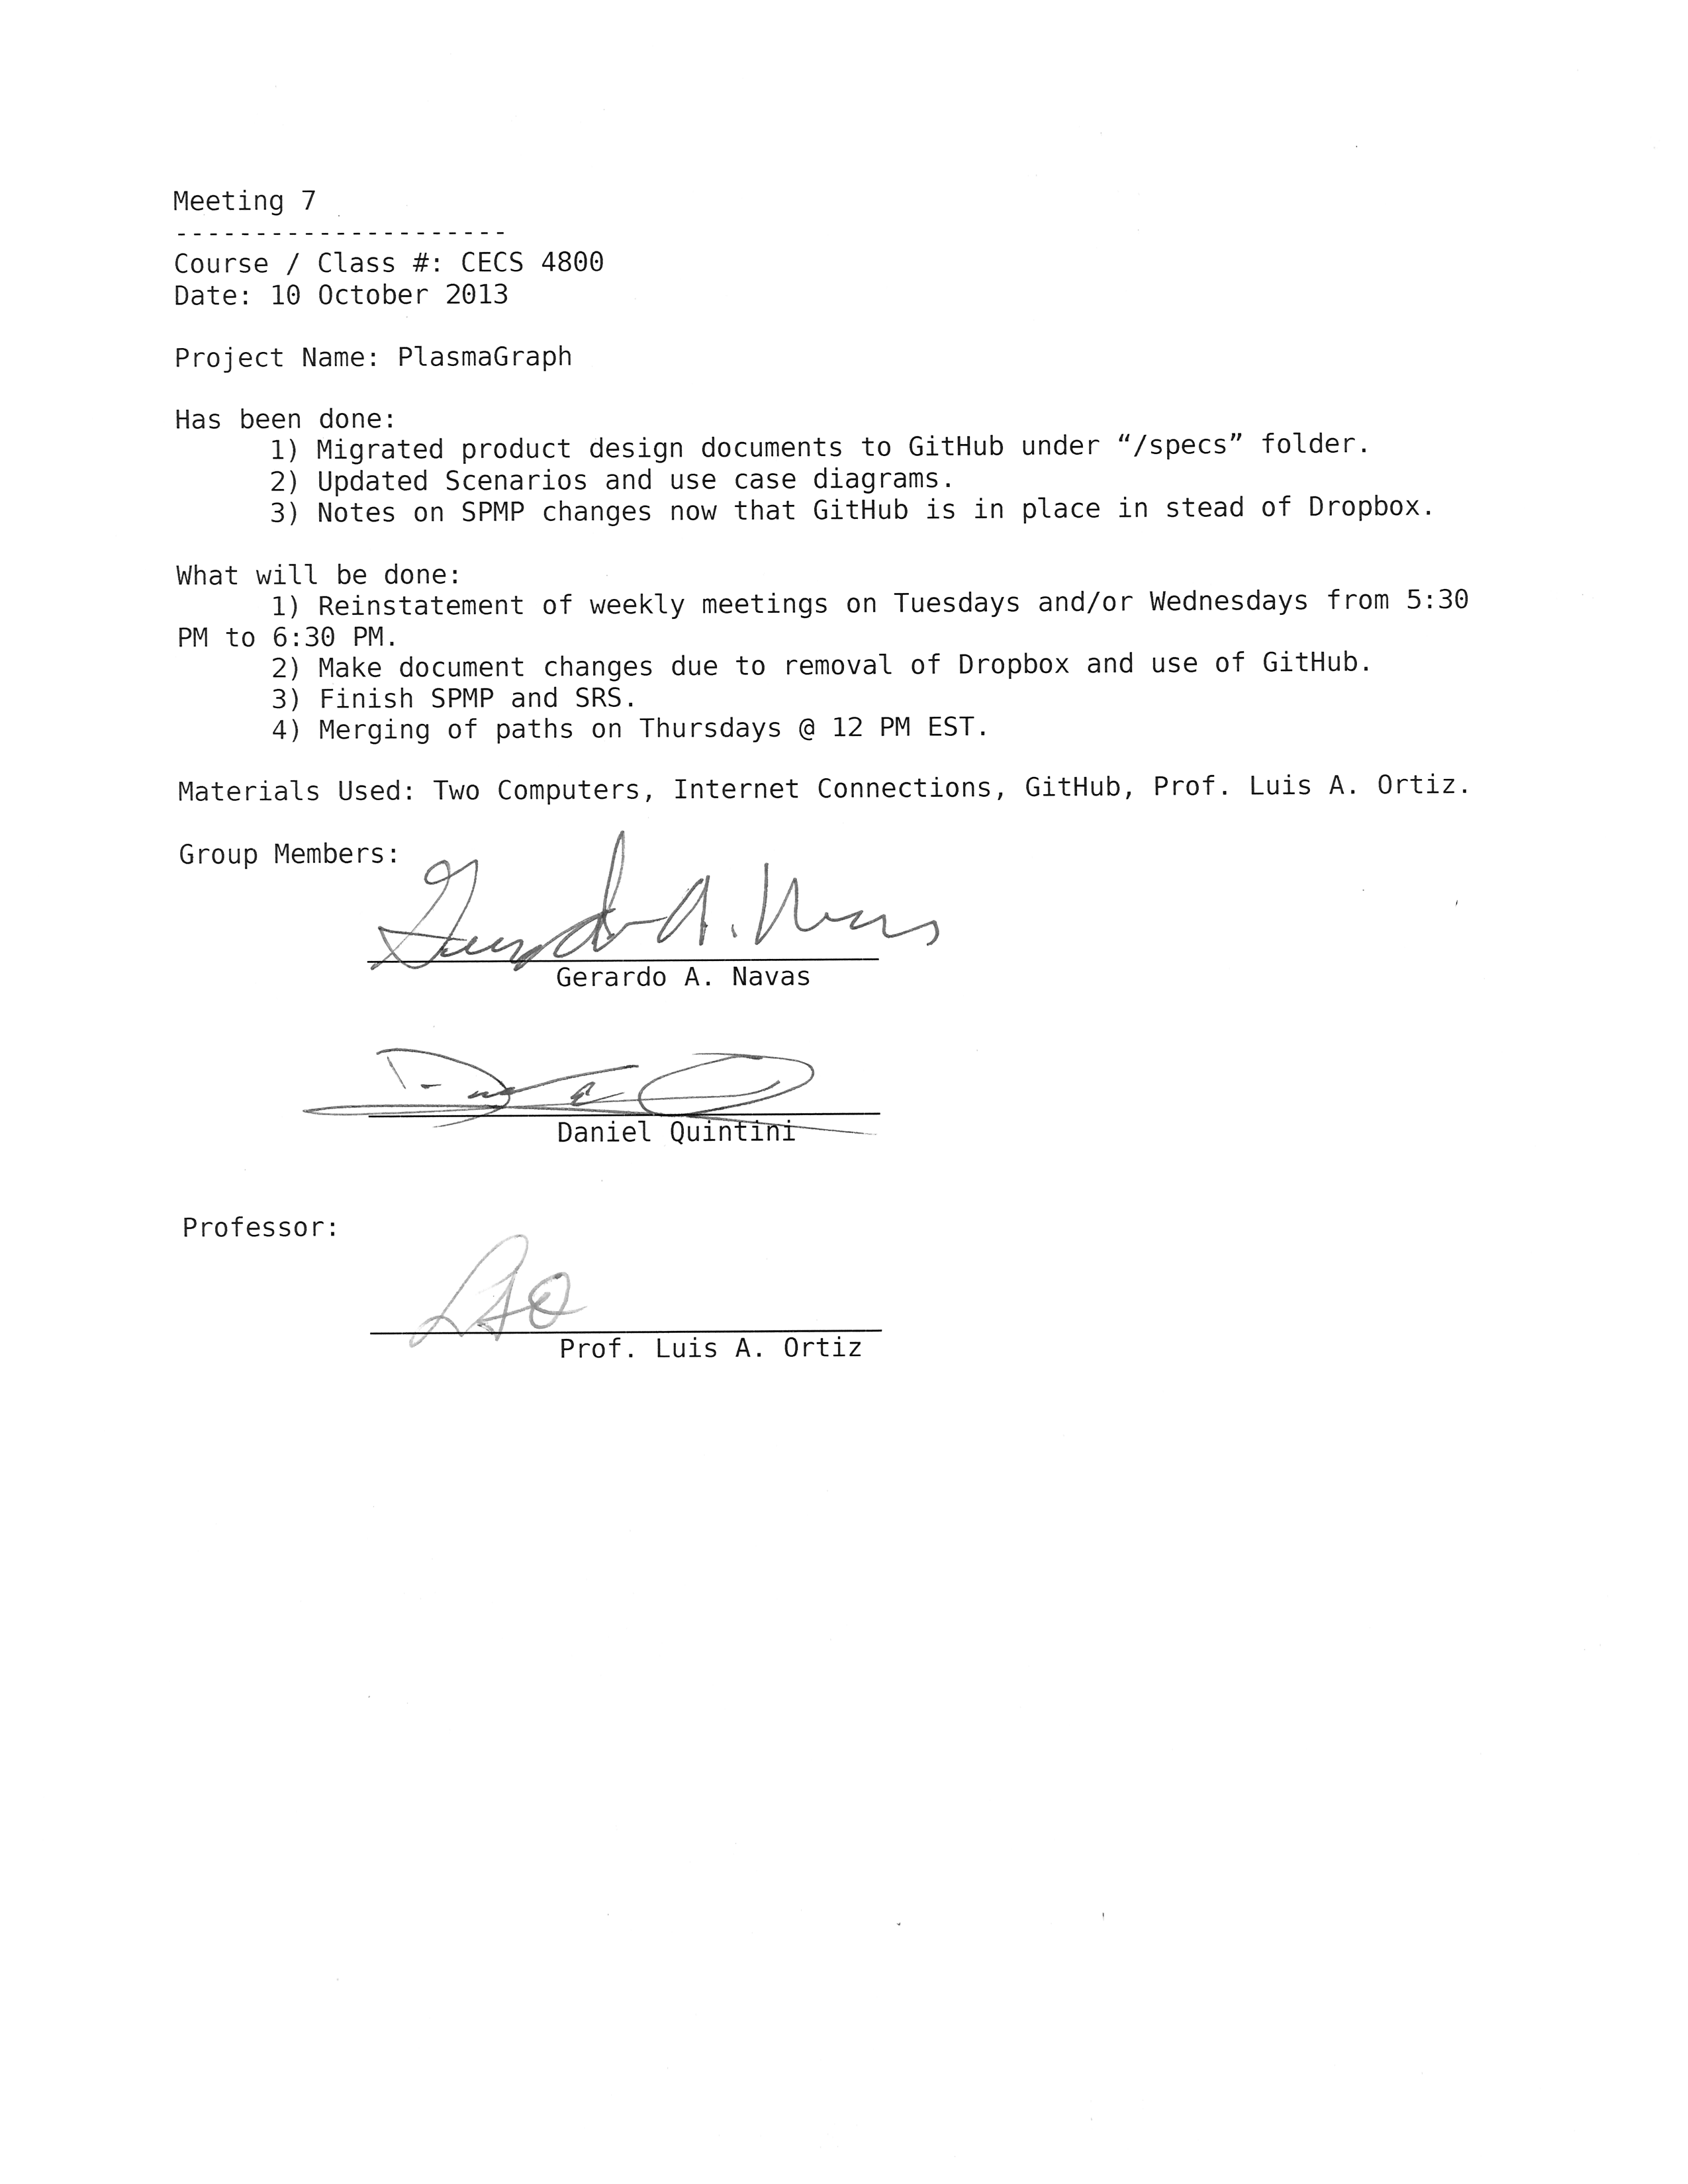 Meeting 7
---------------------
Course / Class #: CECS 4800
Date: 10 October 2013
Project Name: PlasmaGraph
Has been done:
1) Migrated product design documents to GitHub under “/specs” folder.
2) Updated Scenarios and use case diagrams.
3) Notes on SPMP changes now that GitHub is in place in stead of Dropbox.
What will be done:
1) Reinstatement of weekly meetings on Tuesdays and/or Wednesdays from 5:30
PM to 6:30 PM.
2) Make document changes due to removal of Dropbox and use of GitHub.
3) Finish SPMP and SRS.
4) Merging of paths on Thursdays @ 12 PM EST.
Materials Used: Two Computers, Internet Connections, GitHub, Prof. Luis A. Ortiz.
Group Members:
Gerardo A. Navas
Gerardo A. Navas
Daniel Quintini
Professor:
LAO
Prof. Luis A. Ortiz